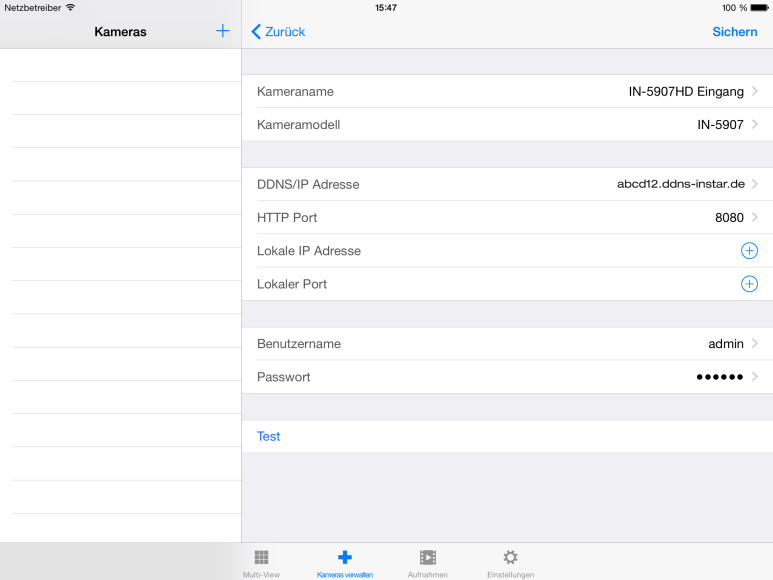 Netzbetreiber 15:47 100 %
Kameras + Zurück Sichern
Kameraname IN-5907HD Eingang
Kameramodell IN-5907
DDNS/IP Adresse abcd12.ddns-instar.de
HTTP Port 8080
Lokale IP Adresse
Lokaler Port
Benutzername admin
Passwort ••••••
Test
Multi-View Kameras verwalten Aufnahmen Einstellungen